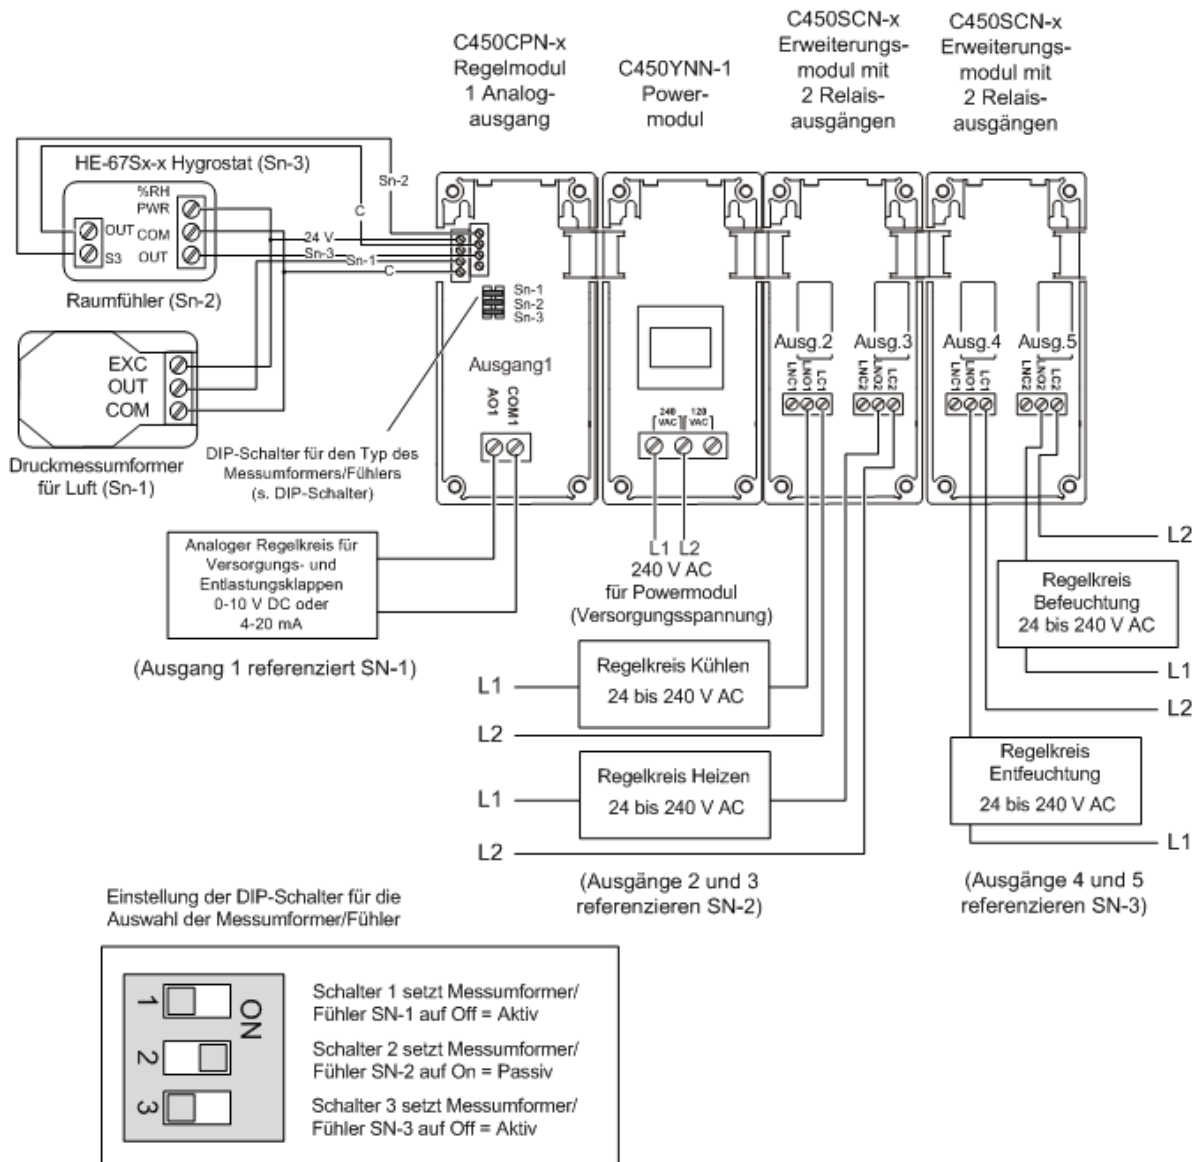 C450CPN-x
Regelmodul
1 Analog-
ausgang
C450YNN-1
Power-
modul
C450SCN-x
Erweiterungs-
modul mit
2 Relais-
ausgängen
C450SCN-x
Erweiterungs-
modul mit
2 Relais-
ausgängen
HE-67Sx-x Hygrostat (Sn-3)
%RH
PWR
OUT
COM
S3
OUT
Raumfühler (Sn-2)
Sn-2
C
24 V
Sn-3
Sn-1
C
Sn-1
Sn-2
Sn-3
EXC
OUT
COM
Druckmessumformer
für Luft (Sn-1)
DIP-Schalter für den Typ des
Messumformers/Fühlers
(s. DIP-Schalter)
Ausgang1
AO1
COM1
240
VAC
120
VAC
Ausg.2
LNC1
LNO1
LC1
Ausg.3
LNC2
LNO2
LC2
Ausg.4
LNC1
LNO1
LC1
Ausg.5
LNC2
LNO2
LC2
L1 L2
240 V AC
für Powermodul
(Versorgungsspannung)
Analoger Regelkreis für
Versorgungs- und
Entlastungsklappen
0-10 V DC oder
4-20 mA
(Ausgang 1 referenziert SN-1)
L1
Regelkreis Kühlen
24 bis 240 V AC
L2
L1
Regelkreis Heizen
24 bis 240 V AC
L2
(Ausgänge 2 und 3
referenzieren SN-2)
L2
Regelkreis
Befeuchtung
24 bis 240 V AC
L1
L2
Regelkreis
Entfeuchtung
24 bis 240 V AC
L1
(Ausgänge 4 und 5
referenzieren SN-3)
Einstellung der DIP-Schalter für die
Auswahl der Messumformer/Fühler
1
2
3
ON
Schalter 1 setzt Messumformer/
Fühler SN-1 auf Off = Aktiv
Schalter 2 setzt Messumformer/
Fühler SN-2 auf On = Passiv
Schalter 3 setzt Messumformer/
Fühler SN-3 auf Off = Aktiv